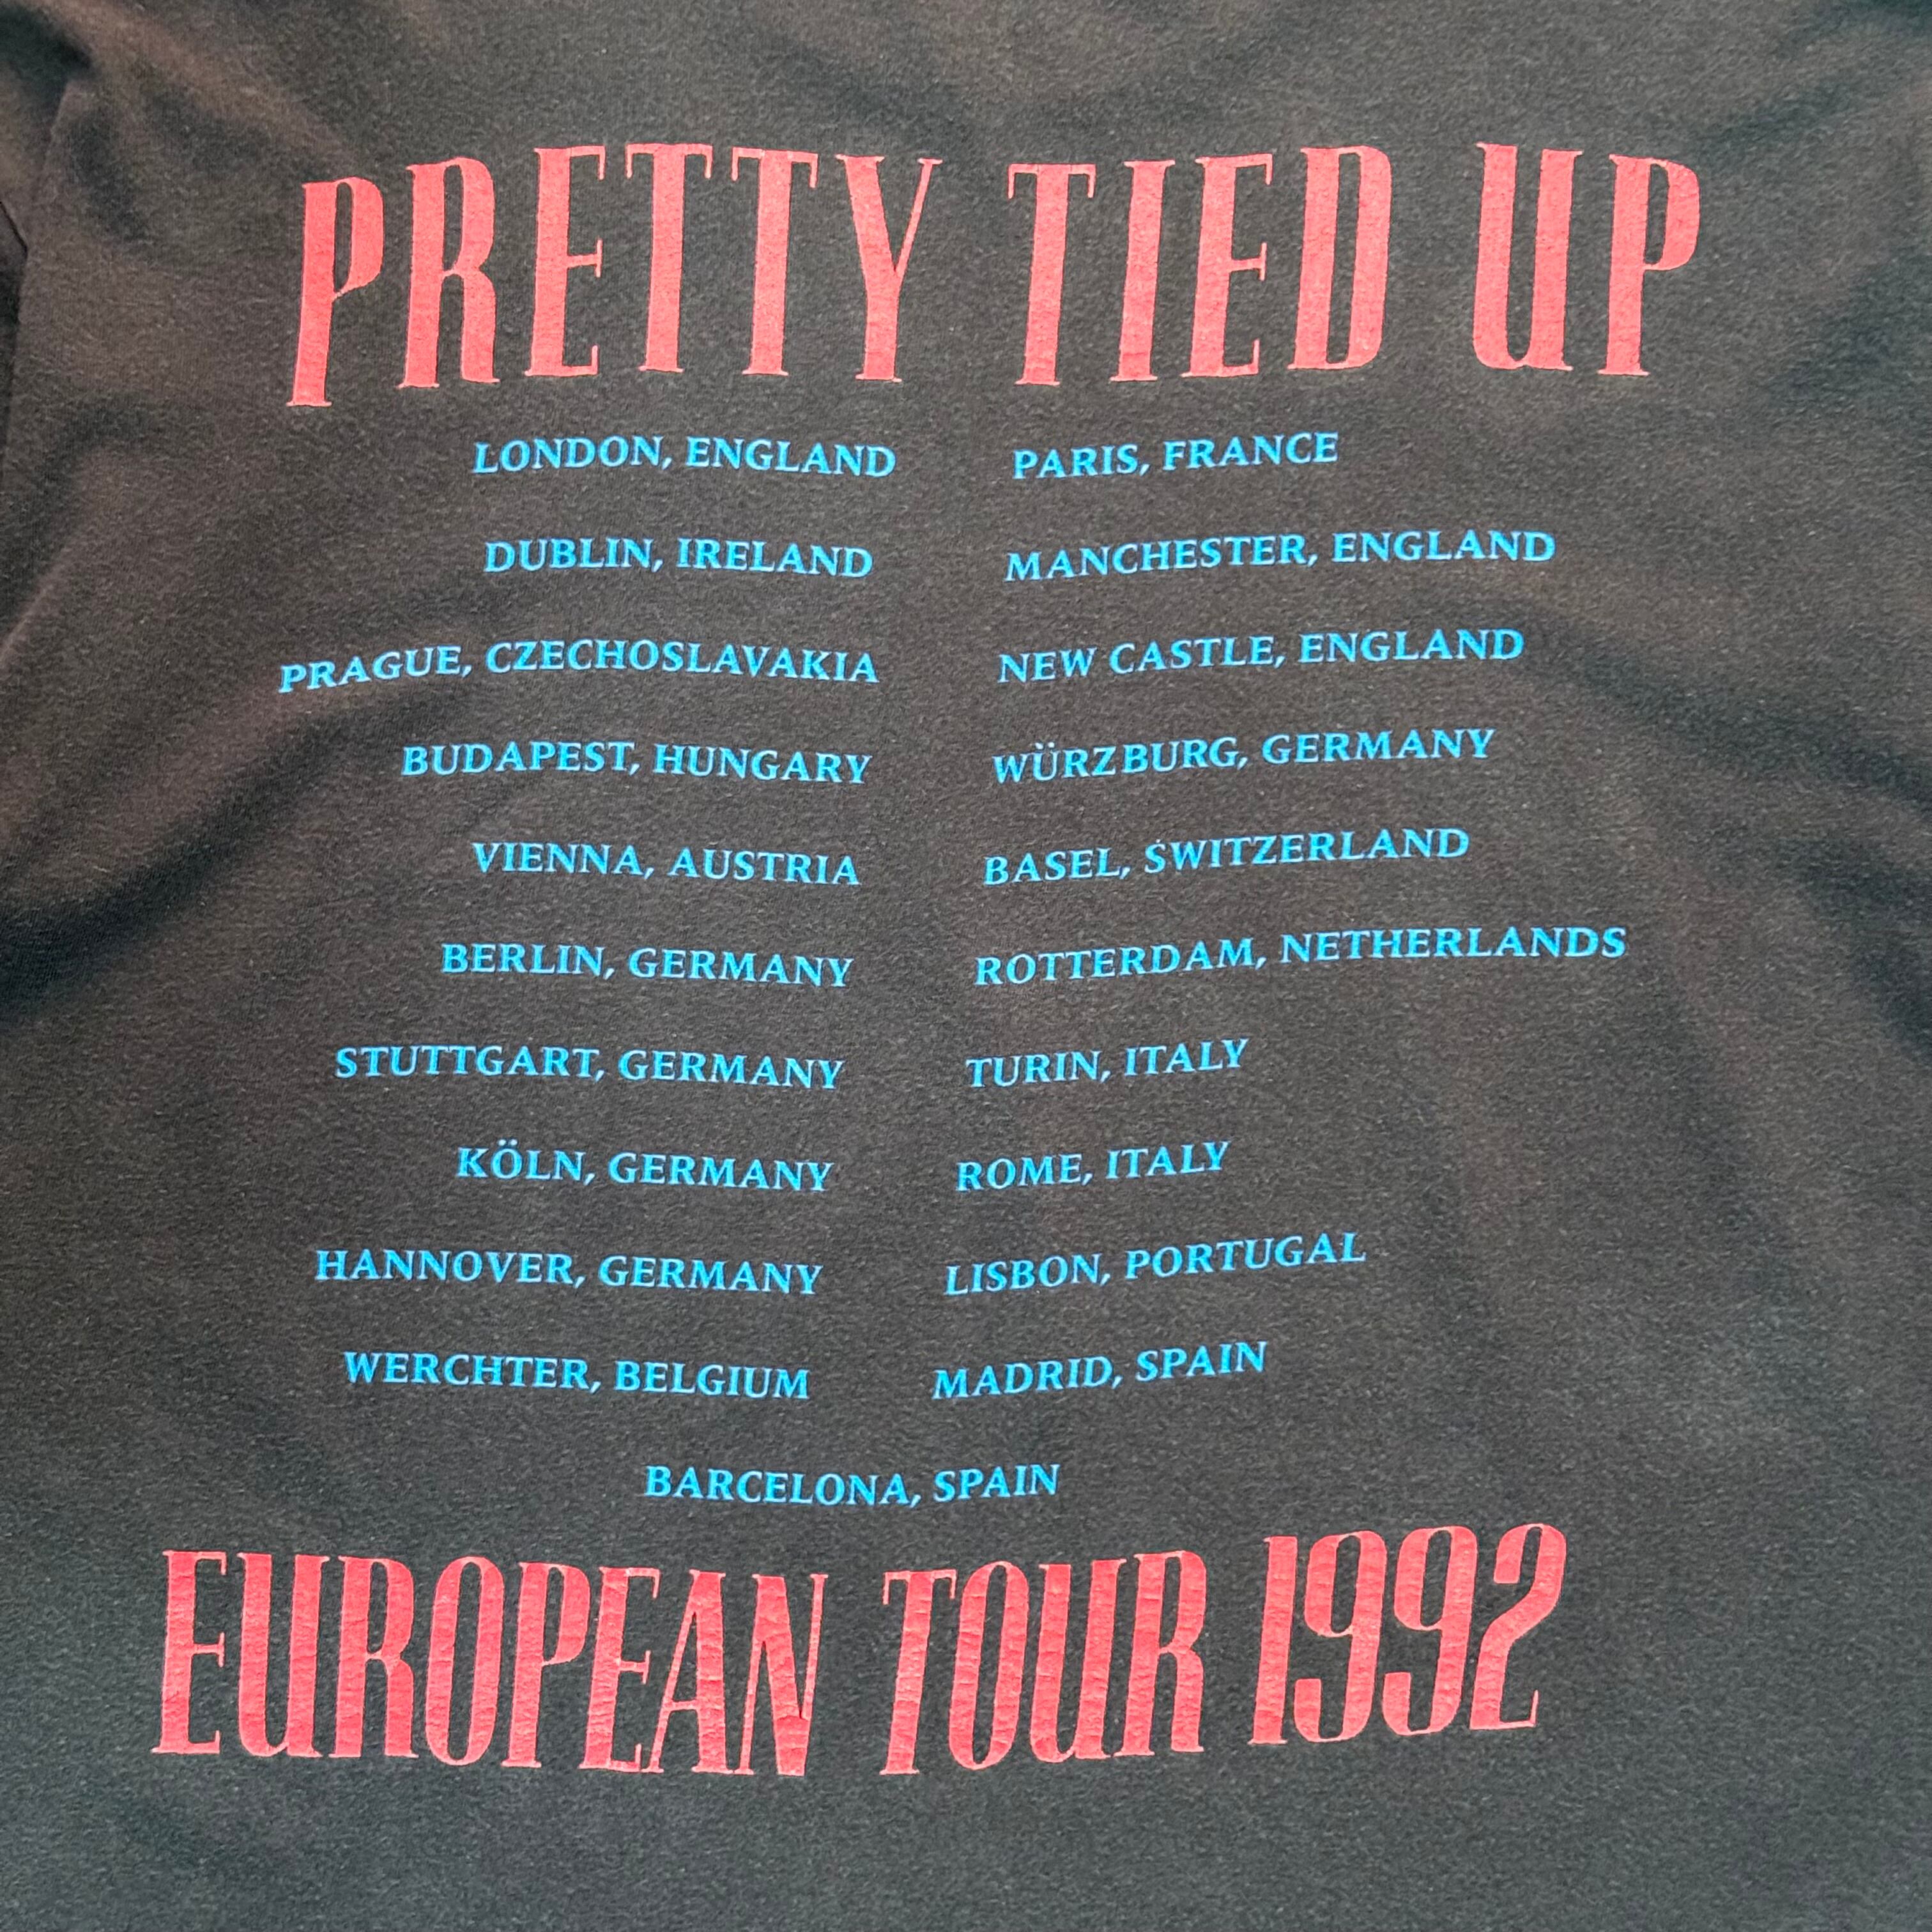 PRETTY TIED UP
LONDON, ENGLAND
DUBLIN, IRELAND
PRAGUE, CZECHOSLAVAKIA
BUDAPEST, HUNGARY
VIENNA, AUSTRIA
BERLIN, GERMANY
STUTTGART, GERMANY
KÖLN, GERMANY
HANNOVER, GERMANY
WERCHTER, BELGIUM
PARIS, FRANCE
MANCHESTER, ENGLAND
NEW CASTLE, ENGLAND
WÜRZBURG, GERMANY
BASEL, SWITZERLAND
ROTTERDAM, NETHERLANDS
TURIN, ITALY
ROME, ITALY
LISBON, PORTUGAL
MADRID, SPAIN
BARCELONA, SPAIN
EUROPEAN TOUR 1992